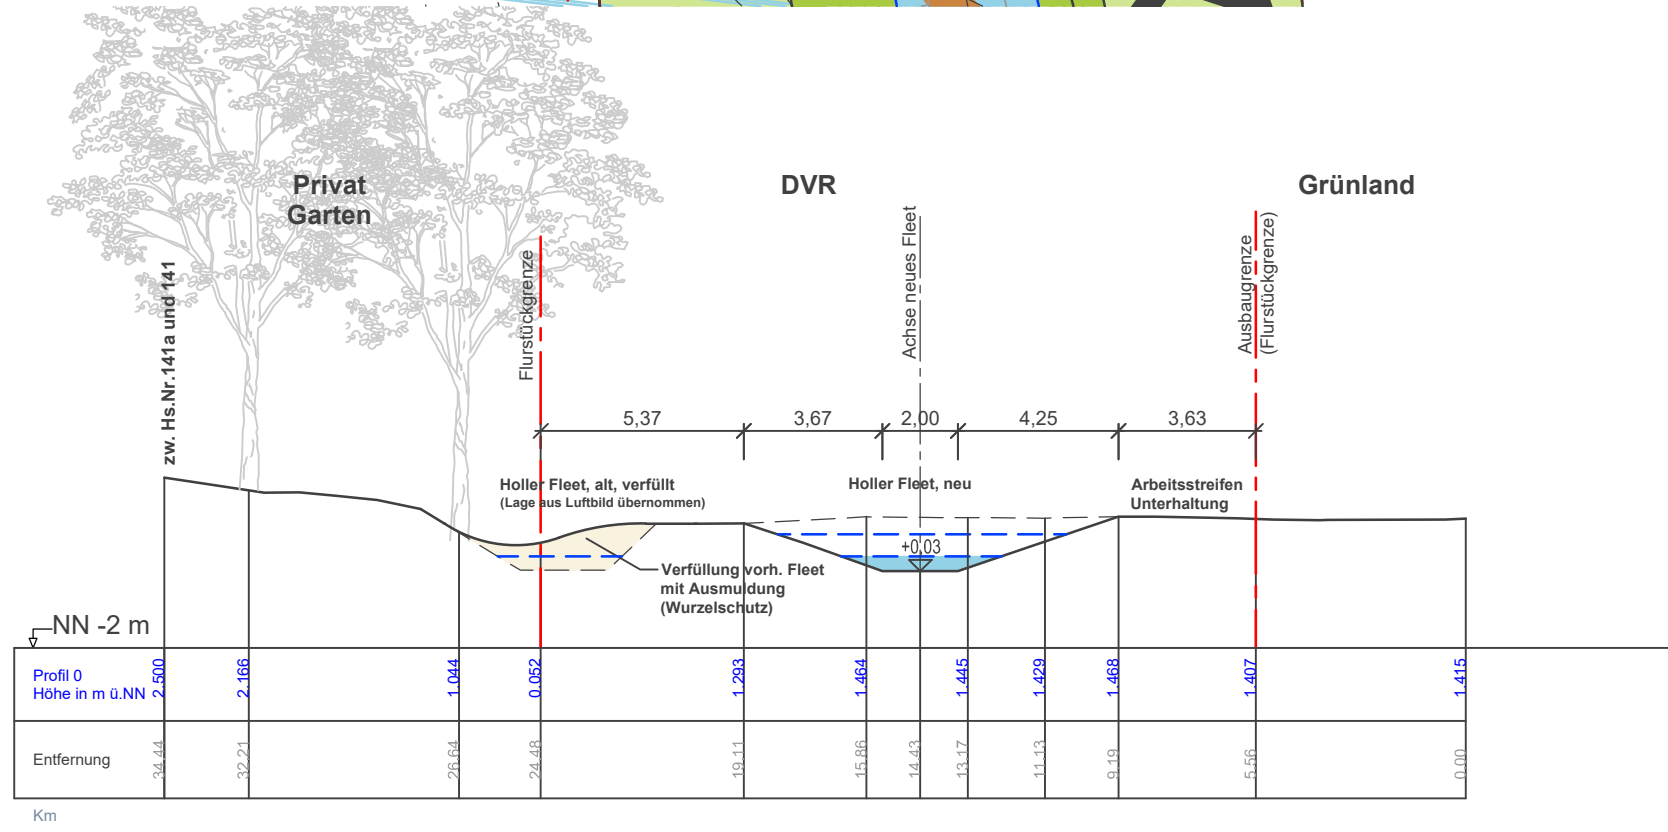 Privat
Garten
DVR
Grünland
zw. Hs.Nr.141a und 141
Flurstückgrenze
Achse neues Fleet
Ausbaugrenze
(Flurstückgrenze)
5,37
3,67
2,00
4,25
3,63
Holler Fleet, alt, verfüllt
(Lage aus Luftbild übernommen)
Holler Fleet, neu
Arbeitsstreifen
Unterhaltung
+0,03
Verfüllung vorh. Fleet
mit Ausmuldung
(Wurzelschutz)
NN -2 m
Profil 0
Höhe in m ü.NN
2.500
2.166
1.044
0.052
1.293
1.464
1.445
1.429
1.468
1.407
1.415
Entfernung
34.44
32.21
26.64
24.48
19.11
15.86
14.43
13.17
11.13
9.19
5.56
0.00
Km